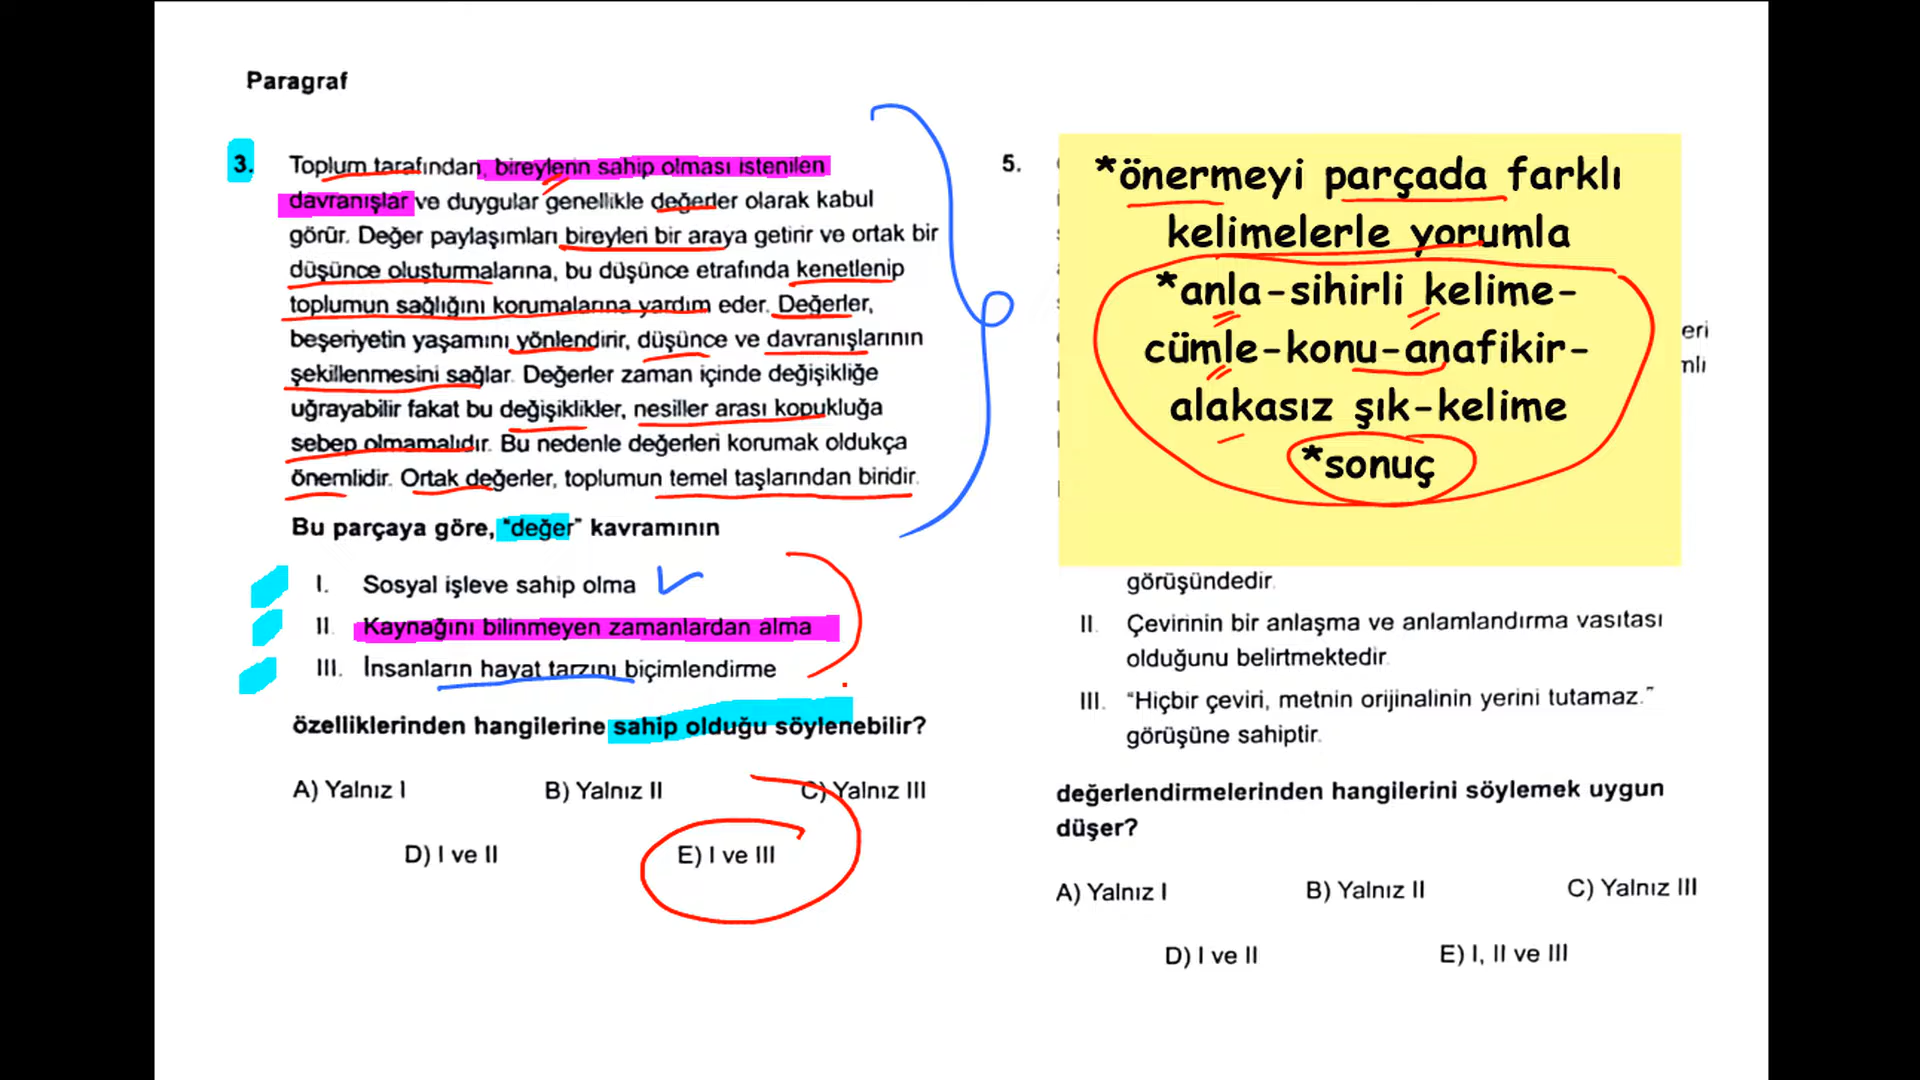 Paragraf
3.
Toplum tarafından, bireylerin sahip olması istenilen
davranışlar ve duygular genellikle değerler olarak kabul
görür. Değer paylaşımları bireyleri bir araya getirir ve ortak bir
düşünce oluşturmalarına, bu düşünce etrafında kenetlenip
toplumun sağlığını korumalarına yardım eder. Değerler,
beşeriyetin yaşamını yönlendirir, düşünce ve davranışlarının
şekillenmesini sağlar. Değerler zaman içinde değişikliğe
uğrayabilir fakat bu değişiklikler, nesiller arası kopukluğa
sebep olmamalıdır. Bu nedenle değerleri korumak oldukça
önemlidir. Ortak değerler, toplumun temel taşlarından biridir.
Bu parçaya göre, "değer" kavramının
I. Sosyal işleve sahip olma
II. Kaynağını bilinmeyen zamanlardan alma
III. İnsanların hayat tarzını biçimlendirme
özelliklerinden hangilerine sahip olduğu söylenebilir?
A) Yalnız I B) Yalnız II C) Yalnız III
D) I ve II E) I ve III
5.
*önermeyi parçada farklı
kelimelerle yorumla
*anla-sihirli kelime-
cümle-konu-anafikir-
alakasız şık-kelime
*sonuç
görüşündedir.
II. Çevirinin bir anlaşma ve anlamlandırma vasıtası
olduğunu belirtmektedir.
III. "Hiçbir çeviri, metnin orijinalinin yerini tutamaz."
görüşüne sahiptir.
değerlendirmelerinden hangilerini söylemek uygun
düşer?
A) Yalnız I B) Yalnız II C) Yalnız III
D) I ve II E) I, II ve III